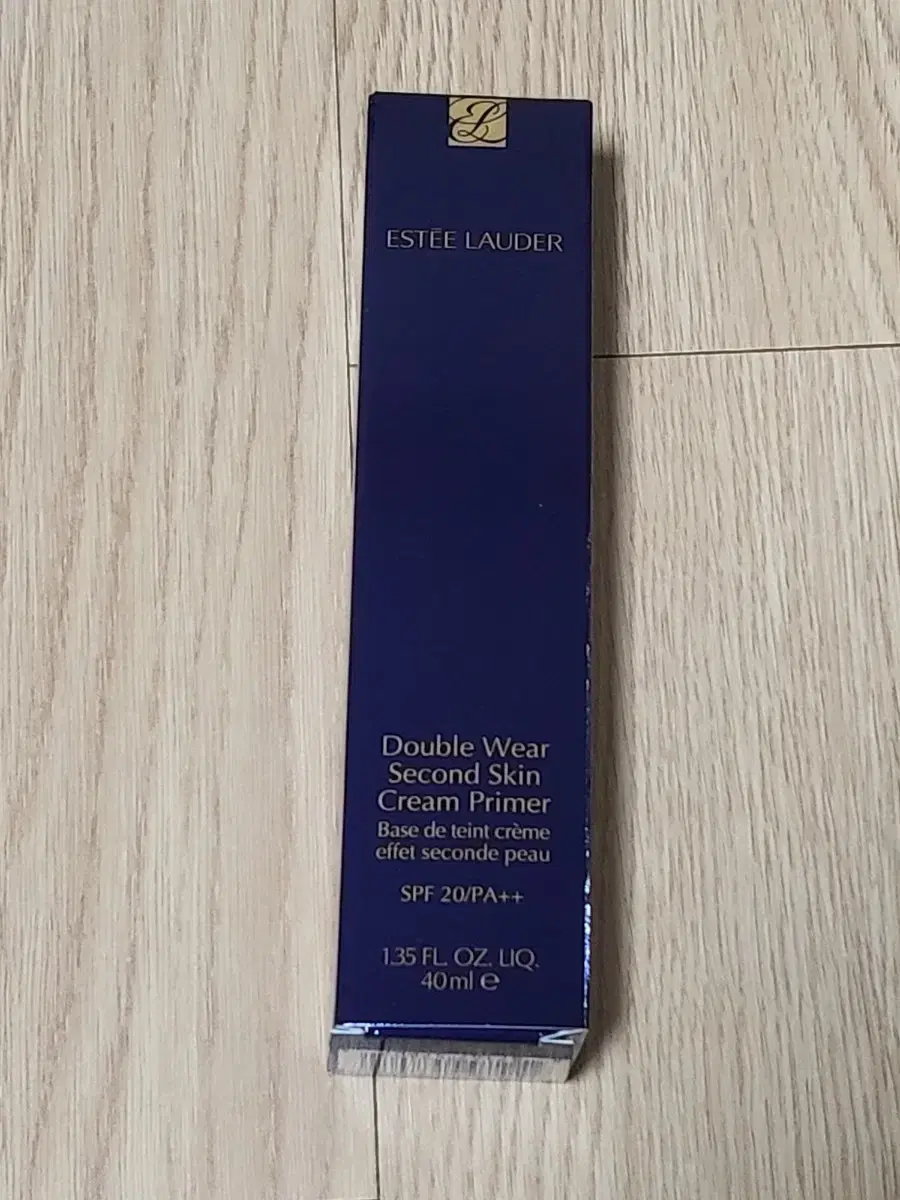 EL
ESTĒE LAUDER
Double Wear
Second Skin
Cream Primer
Base de teint crème
effet seconde peau
SPF 20/PA++
1.35 FL. OZ. LIQ.
40ml ℮